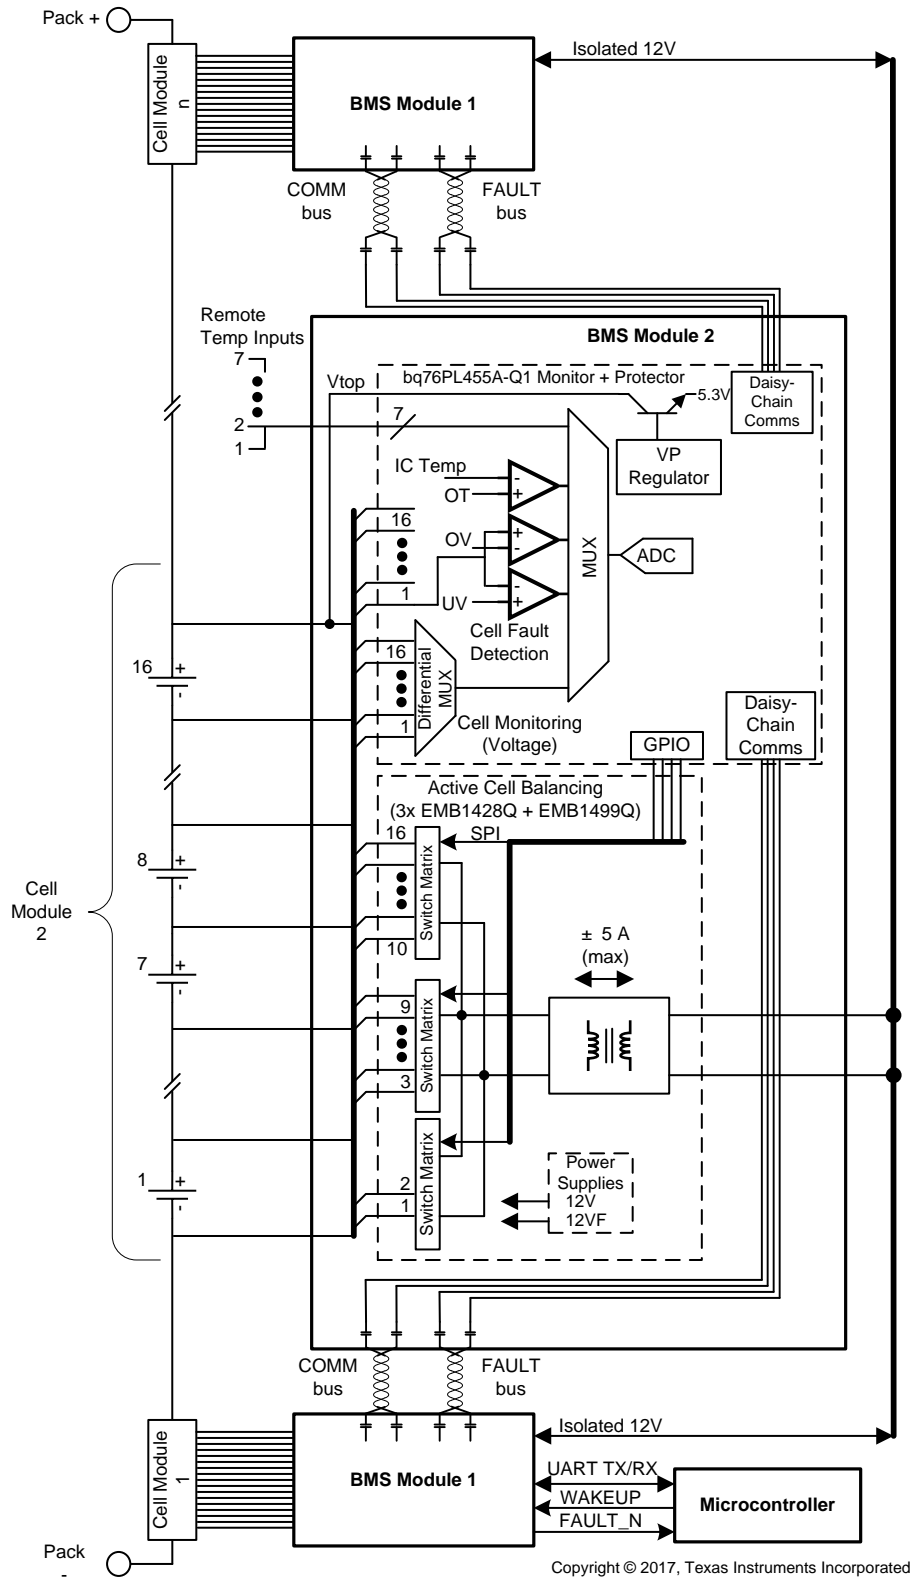 Pack +
Cell Module
n
BMS Module 1
Isolated 12V
COMM
bus
FAULT
bus
Remote
Temp Inputs
7
2
1
BMS Module 2
Vtop
bq76PL455A-Q1 Monitor + Protector
5.3V
Daisy-
Chain
Comms
7
VP
Regulator
IC Temp
-
OT
+
16
OV
+
-
MUX
ADC
1
UV
-
+
Cell Fault
Detection
16
Differential
MUX
1
Cell Monitoring
(Voltage)
GPIO
Daisy-
Chain
Comms
16
+
-
Active Cell Balancing
(3x EMB1428Q + EMB1499Q)
16
SPI
Switch Matrix
10
8
+
-
Cell
Module
2
7
+
-
± 5 A
(max)
9
Switch Matrix
3
1
+
-
2
1
Switch Matrix
Power
Supplies
12V
12VF
COMM
bus
FAULT
bus
Cell Module
1
BMS Module 1
Isolated 12V
UART TX/RX
WAKEUP
FAULT_N
Microcontroller
Pack
-
Copyright © 2017, Texas Instruments Incorporated